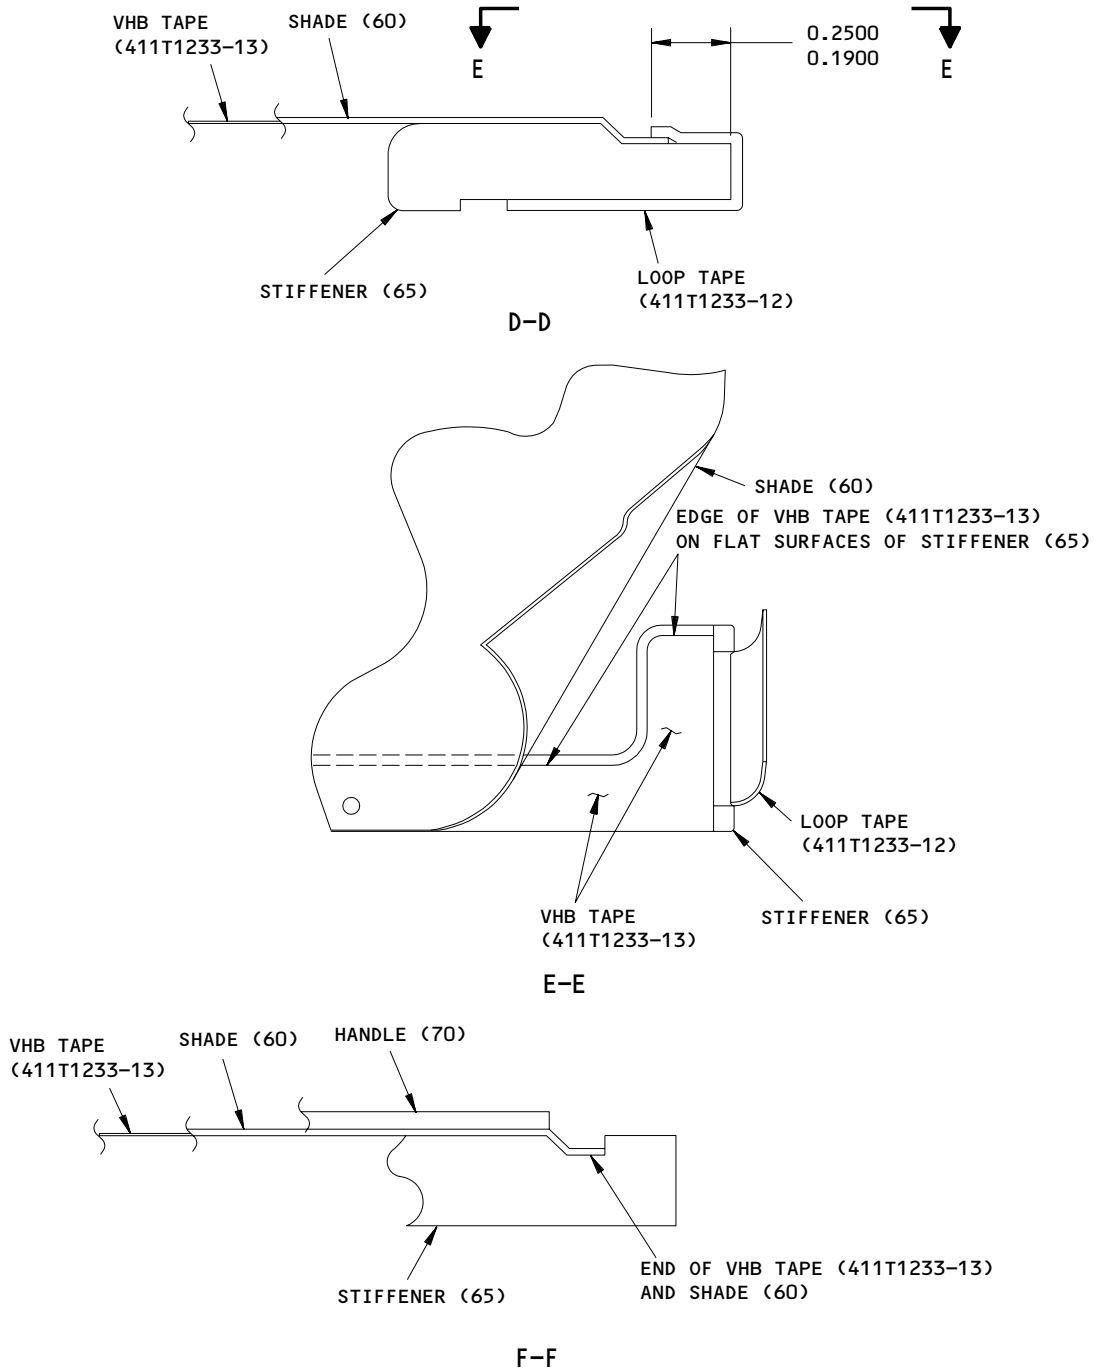 VHB TAPE
(411T1233-13)
SHADE (60)
E
E
0.2500
0.1900
STIFFENER (65)
LOOP TAPE
(411T1233-12)
D-D
SHADE (60)
EDGE OF VHB TAPE (411T1233-13)
ON FLAT SURFACES OF STIFFENER (65)
LOOP TAPE
(411T1233-12)
VHB TAPE
(411T1233-13)
STIFFENER (65)
E-E
VHB TAPE
(411T1233-13)
SHADE (60)
HANDLE (70)
STIFFENER (65)
END OF VHB TAPE (411T1233-13)
AND SHADE (60)
F-F